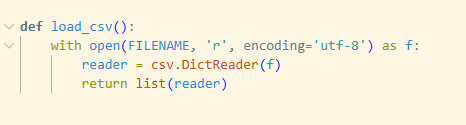 def load_csv():
    with open(FILENAME, 'r', encoding='utf-8') as f:
        reader = csv.DictReader(f)
        return list(reader)